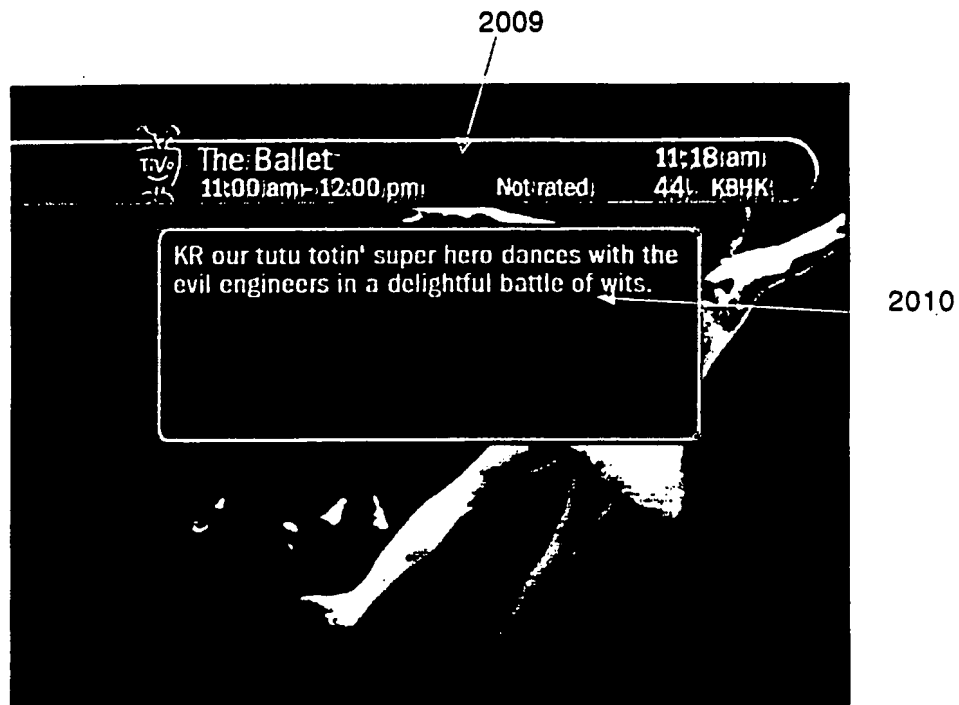 2009
TiVo
The Ballet
11:18 am
11:00 am - 12:00 pm Not rated 44 KBHK
KR our tutu totin' super hero dances with the
evil engineers in a delightful battle of wits.
2010